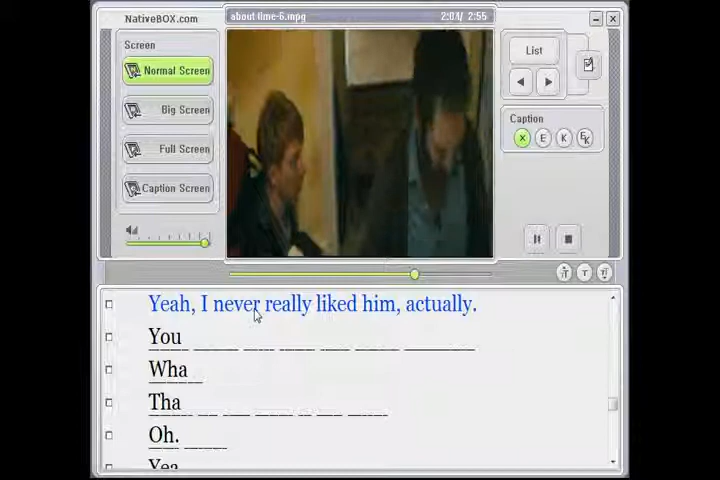 NativeBOX.com
about time-6.mpg
2:04/ 2:55
Screen
Normal Screen
Big Screen
Full Screen
Caption Screen
List
Caption
X E K EK
T T T
Yeah, I never really liked him, actually.
You
Wha
Tha
Oh.
Yea